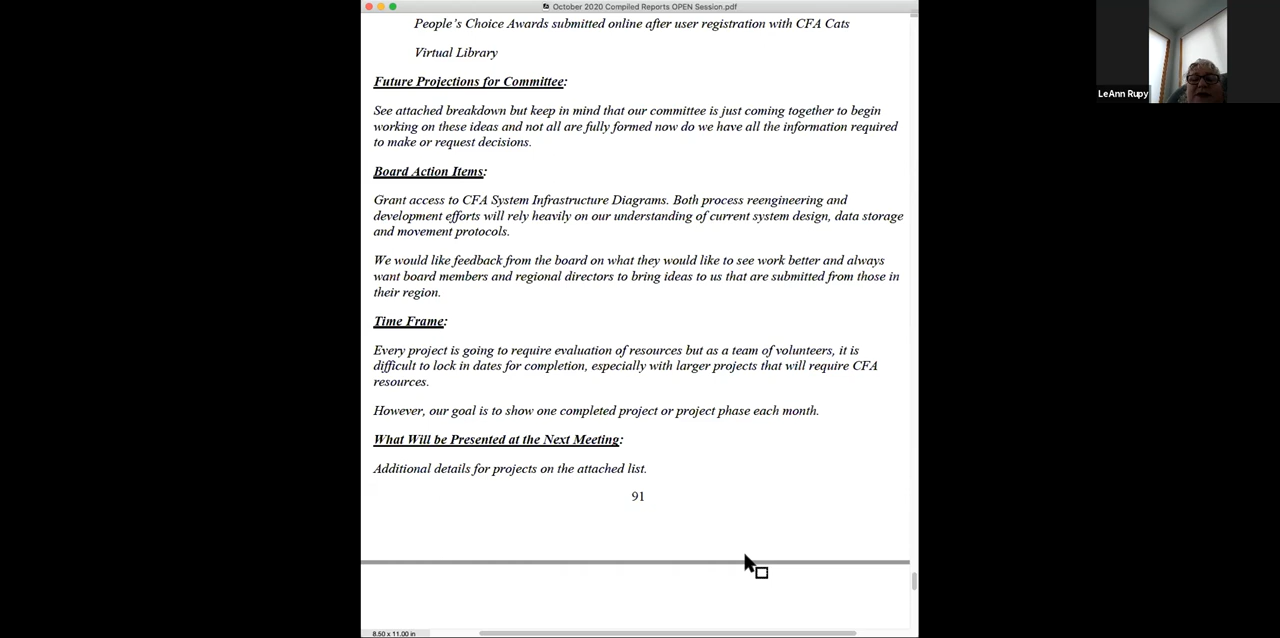 October 2020 Compiled Reports OPEN Session.pdf
People's Choice Awards submitted online after user registration with CFA Cats
Virtual Library
Future Projections for Committee:
See attached breakdown but keep in mind that our committee is just coming together to begin
working on these ideas and not all are fully formed now do we have all the information required
to make or request decisions.
Board Action Items:
Grant access to CFA System Infrastructure Diagrams. Both process reengineering and
development efforts will rely heavily on our understanding of current system design, data storage
and movement protocols.
We would like feedback from the board on what they would like to see work better and always
want board members and regional directors to bring ideas to us that are submitted from those in
their region.
Time Frame:
Every project is going to require evaluation of resources but as a team of volunteers, it is
difficult to lock in dates for completion, especially with larger projects that will require CFA
resources.
However, our goal is to show one completed project or project phase each month.
What Will be Presented at the Next Meeting:
Additional details for projects on the attached list.
91
8.50 x 11.00 in
LeAnn Rupy